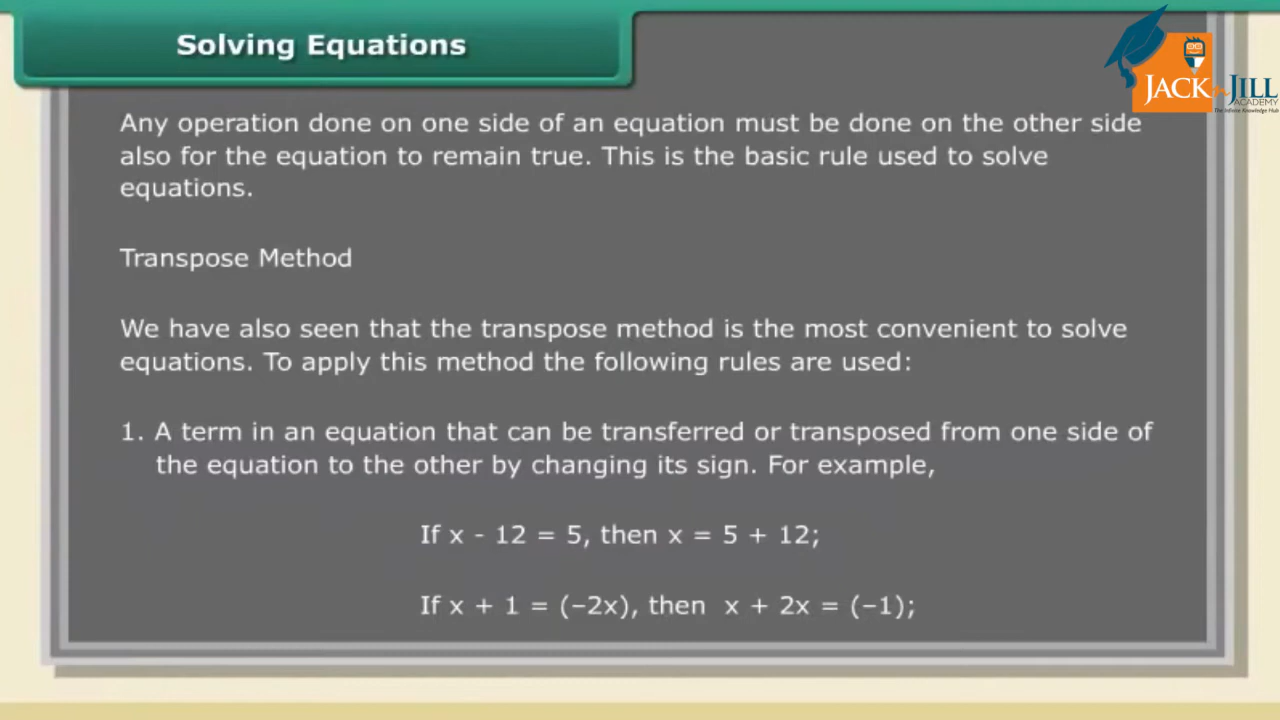 Solving Equations
JACK n JILL
ACADEMY
The Infinite Knowledge Hub
Any operation done on one side of an equation must be done on the other side
also for the equation to remain true. This is the basic rule used to solve
equations.
Transpose Method
We have also seen that the transpose method is the most convenient to solve
equations. To apply this method the following rules are used:
1. A term in an equation that can be transferred or transposed from one side of
the equation to the other by changing its sign. For example,
If x - 12 = 5, then x = 5 + 12;
If x + 1 = (−2x), then x + 2x = (−1);